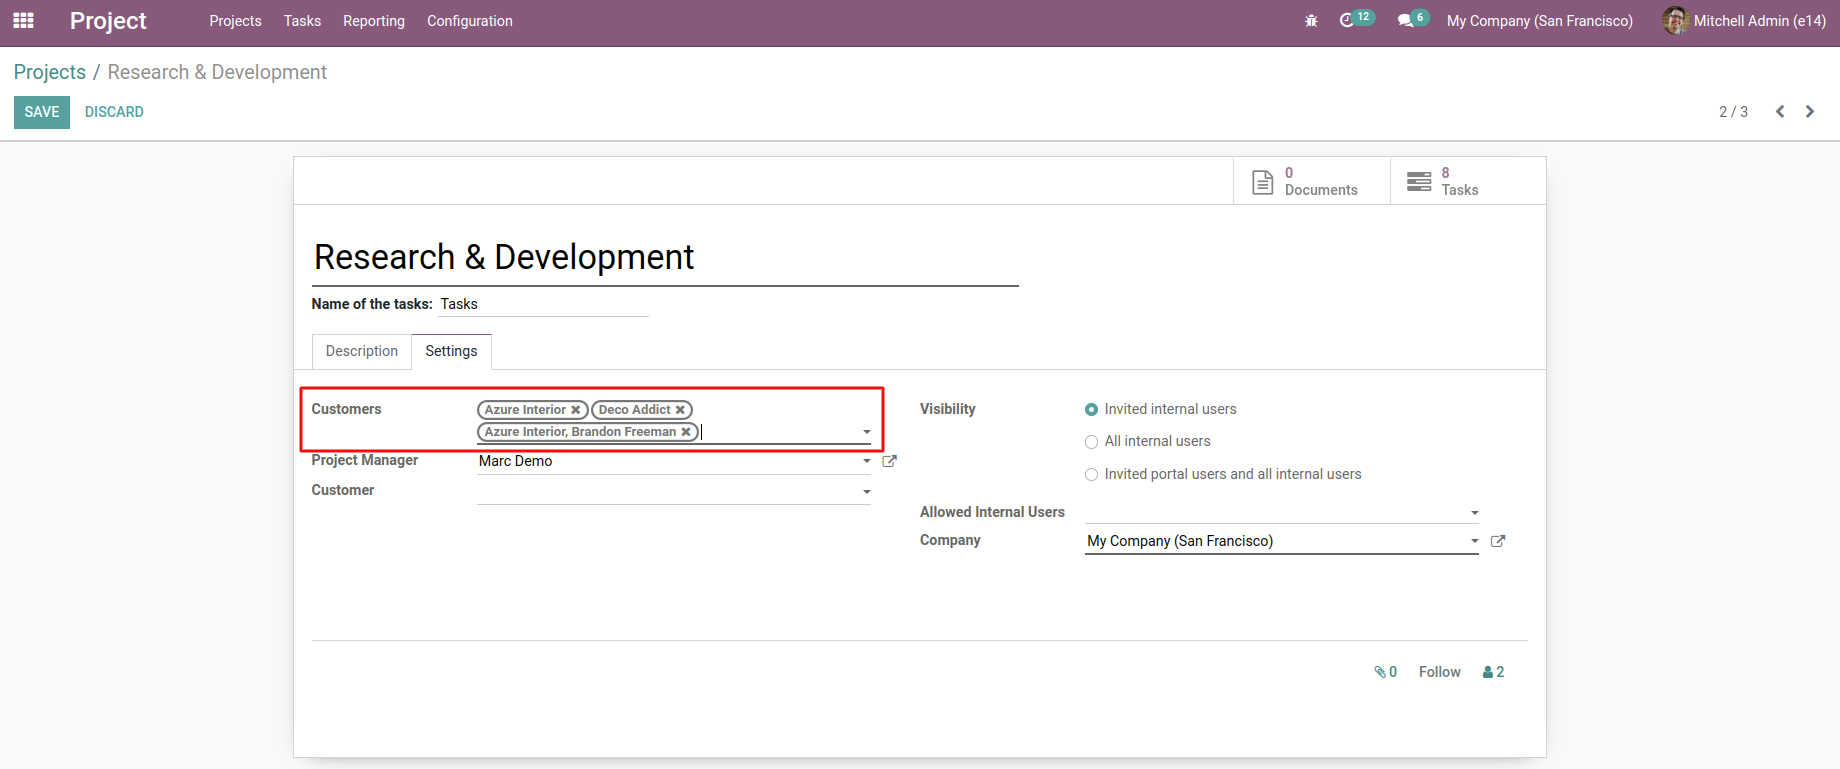 Project Projects Tasks Reporting Configuration 12 6 My Company (San Francisco) Mitchell Admin (e14)
Projects / Research & Development
SAVE DISCARD 2 / 3
0
Documents
8
Tasks
Research & Development
Name of the tasks: Tasks
Description Settings
Customers Azure Interior ✖ Deco Addict ✖
Azure Interior, Brandon Freeman ✖
Project Manager Marc Demo
Customer
Visibility Invited internal users
All internal users
Invited portal users and all internal users
Allowed Internal Users
Company My Company (San Francisco)
0 Follow 2